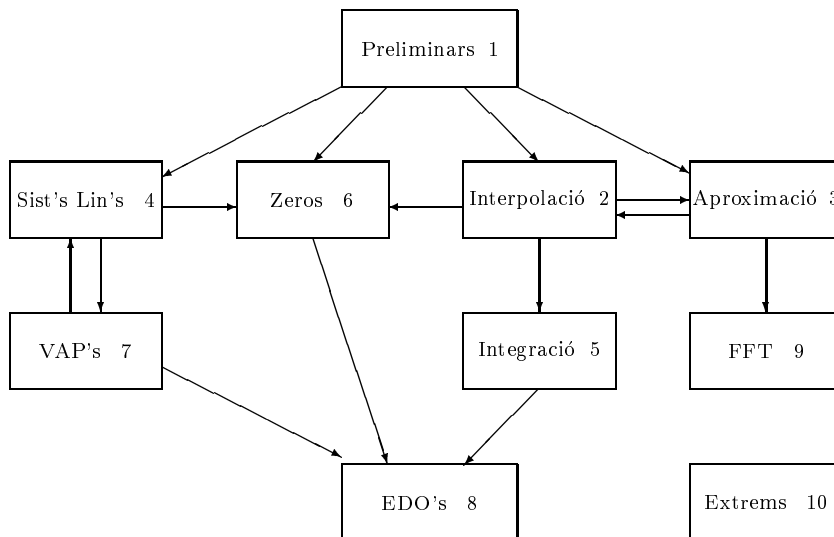 Preliminars 1
Sist's Lin's 4
Zeros 6
Interpolació 2
Aproximació 3
VAP's 7
Integració 5
FFT 9
EDO's 8
Extrems 10